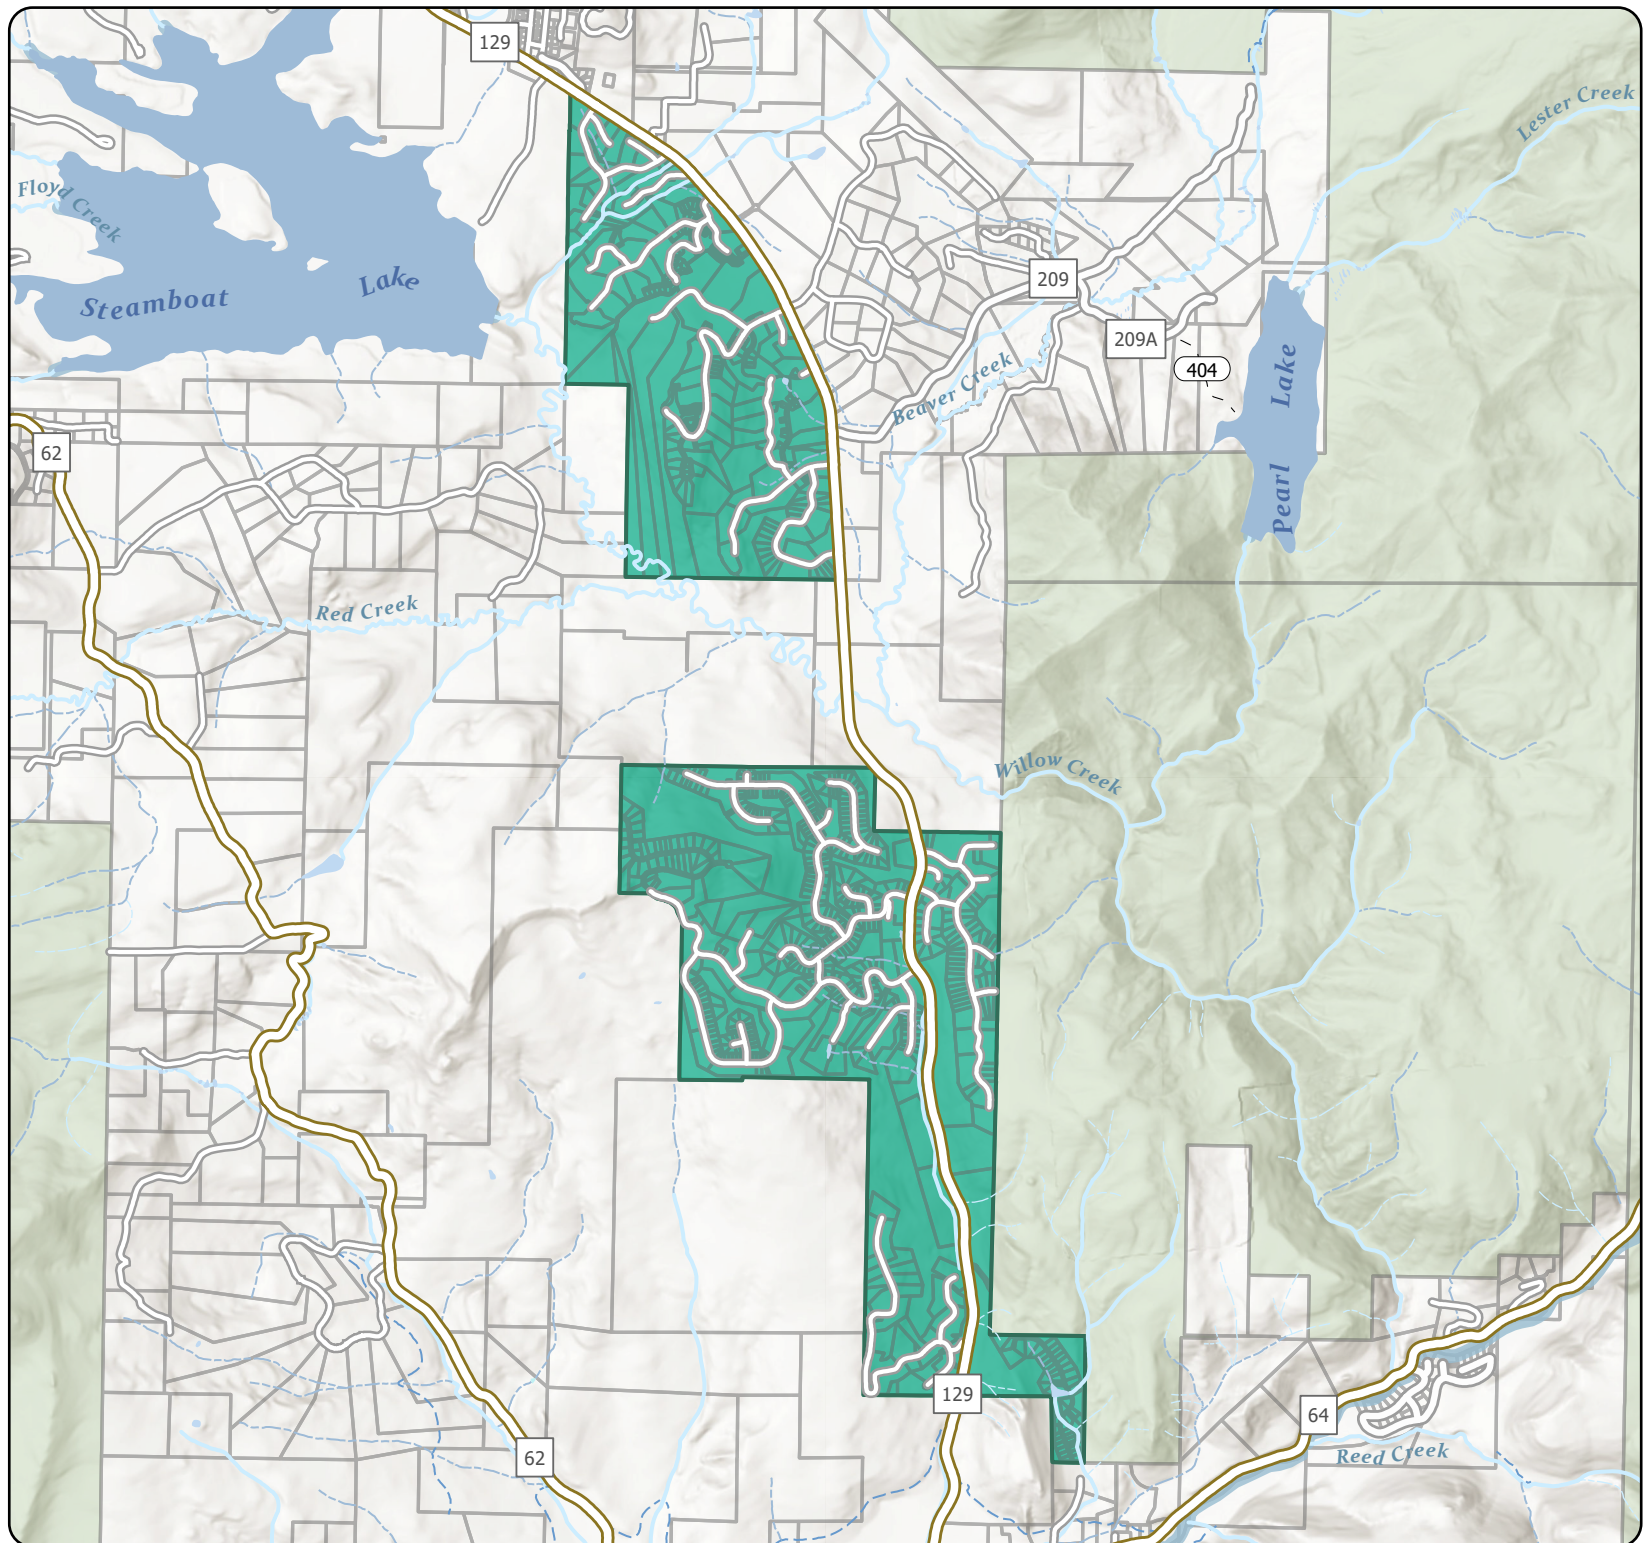 129
Lester Creek
Floyd Creek
Steamboat Lake
209
209A
404
Pearl Lake
Beaver Creek
62
Red Creek
Willow Creek
129
64
62
Reed Creek